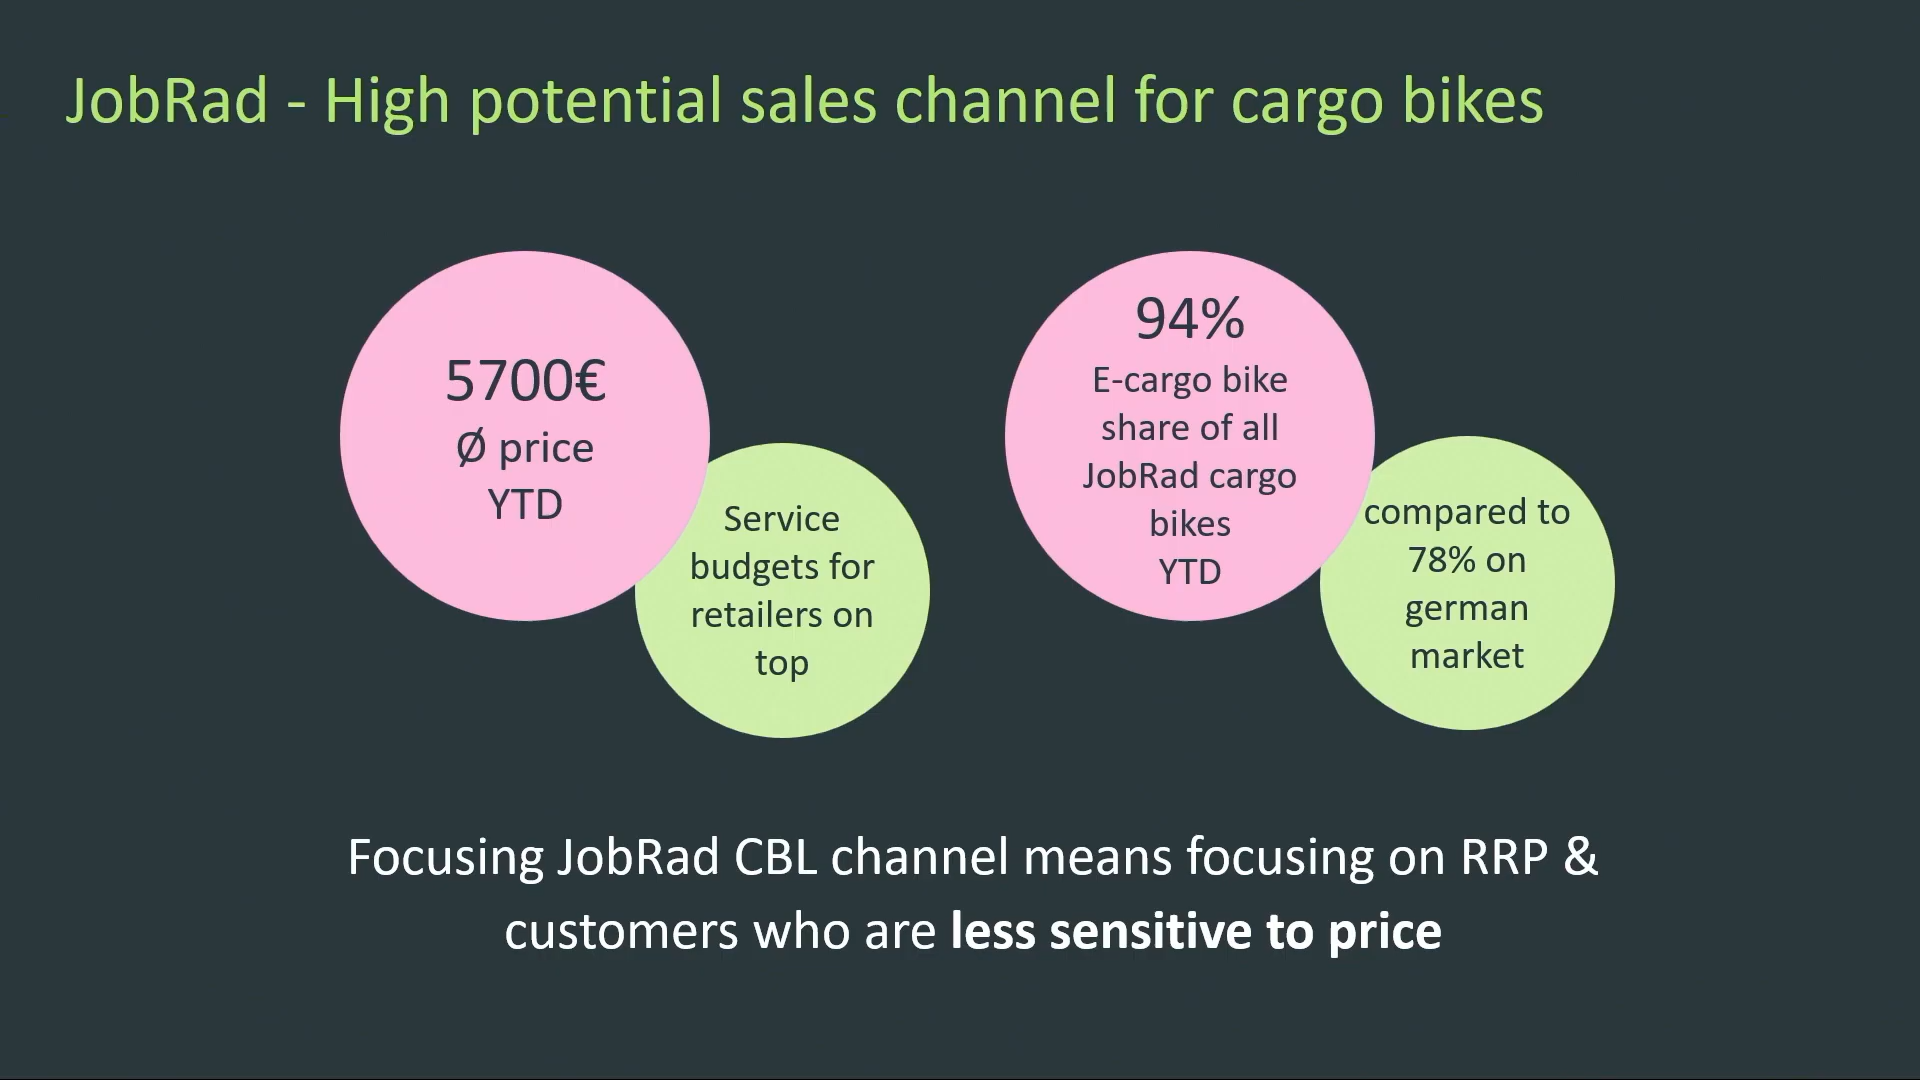 JobRad - High potential sales channel for cargo bikes
5700€
Ø price
YTD
Service
budgets for
retailers on
top
94%
E-cargo bike
share of all
JobRad cargo
bikes
YTD
compared to
78% on
german
market
Focusing JobRad CBL channel means focusing on RRP &
customers who are less sensitive to price